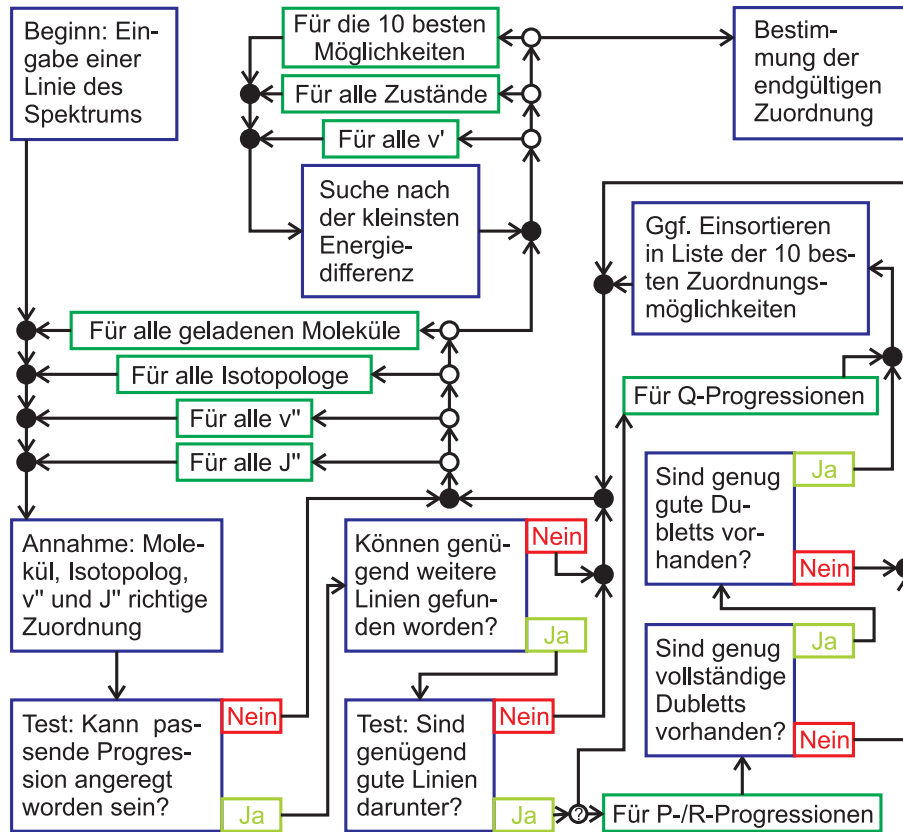 Beginn: Ein-
gabe einer
Linie des
Spektrums
Für die 10 besten
Möglichkeiten
Für alle Zustände
Für alle v'
Suche nach
der kleinsten
Energie-
differenz
Bestim-
mung der
endgültigen
Zuordnung
Ggf. Einsortieren
in Liste der 10 bes-
ten Zuordnungs-
möglichkeiten
Für alle geladenen Moleküle
Für alle Isotopologe
Für alle v"
Für alle J"
Für Q-Progressionen
Annahme: Mole-
kül, Isotopolog,
v" und J" richtige
Zuordnung
Können genü-
gend weitere
Linien gefun-
den worden?
Nein
Ja
Sind genug
gute Du-
bletts vor-
handen?
Ja
Nein
Test: Kann pas-
sende Progres-
sion angeregt
worden sein?
Nein
Ja
Test: Sind
genügend
gute Linien
darunter?
Nein
Ja
?
Sind genug
vollständige
Dubletts
vorhanden?
Ja
Nein
Für P-/R-Progressionen